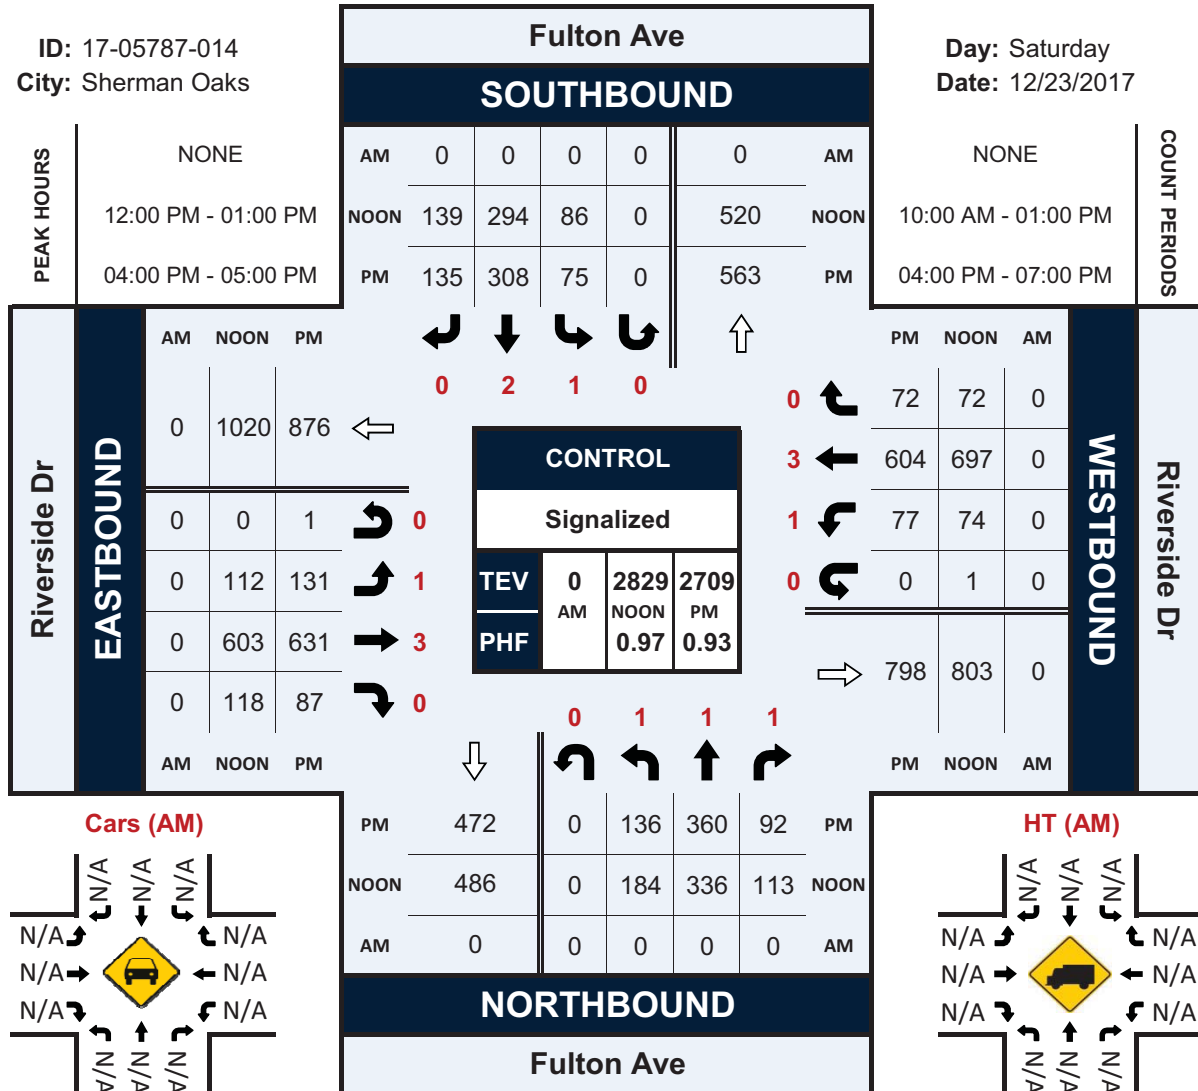 ID: 17-05787-014
City: Sherman Oaks
Fulton Ave
SOUTHBOUND
Day: Saturday
Date: 12/23/2017
PEAK HOURS
NONE
12:00 PM - 01:00 PM
04:00 PM - 05:00 PM
AM 0 0 0 0 0 AM
NOON 139 294 86 0 520 NOON
PM 135 308 75 0 563 PM
NONE
10:00 AM - 01:00 PM
04:00 PM - 07:00 PM
COUNT PERIODS
0 2 1 0
Riverside Dr
EASTBOUND
AM NOON PM
0 1020 876
0 0 1 0
0 112 131 1
0 603 631 3
0 118 87 0
AM NOON PM
CONTROL
Signalized
TEV 0 2829 2709
AM NOON PM
PHF 0.97 0.93
PM NOON AM
0 72 72 0
3 604 697 0
1 77 74 0
0 0 1 0
798 803 0
PM NOON AM
WESTBOUND
Riverside Dr
0 1 1 1
PM 472 0 136 360 92 PM
NOON 486 0 184 336 113 NOON
AM 0 0 0 0 0 AM
NORTHBOUND
Fulton Ave
Cars (AM)
N/A N/A N/A
N/A N/A
N/A N/A
N/A N/A
N/A N/A N/A
HT (AM)
N/A N/A N/A
N/A N/A
N/A N/A
N/A N/A
N/A N/A N/A